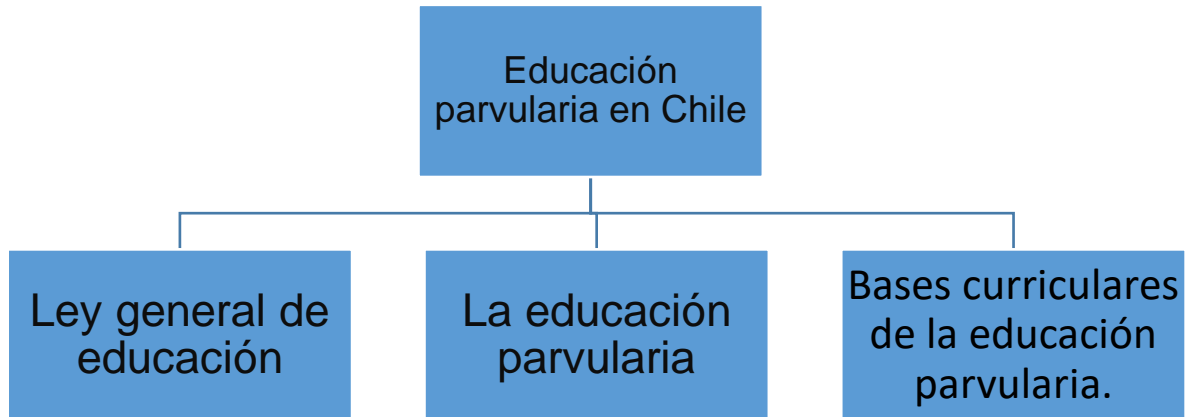 Educación
parvularia en Chile
Ley general de
educación
La educación
parvularia
Bases curriculares
de la educación
parvularia.